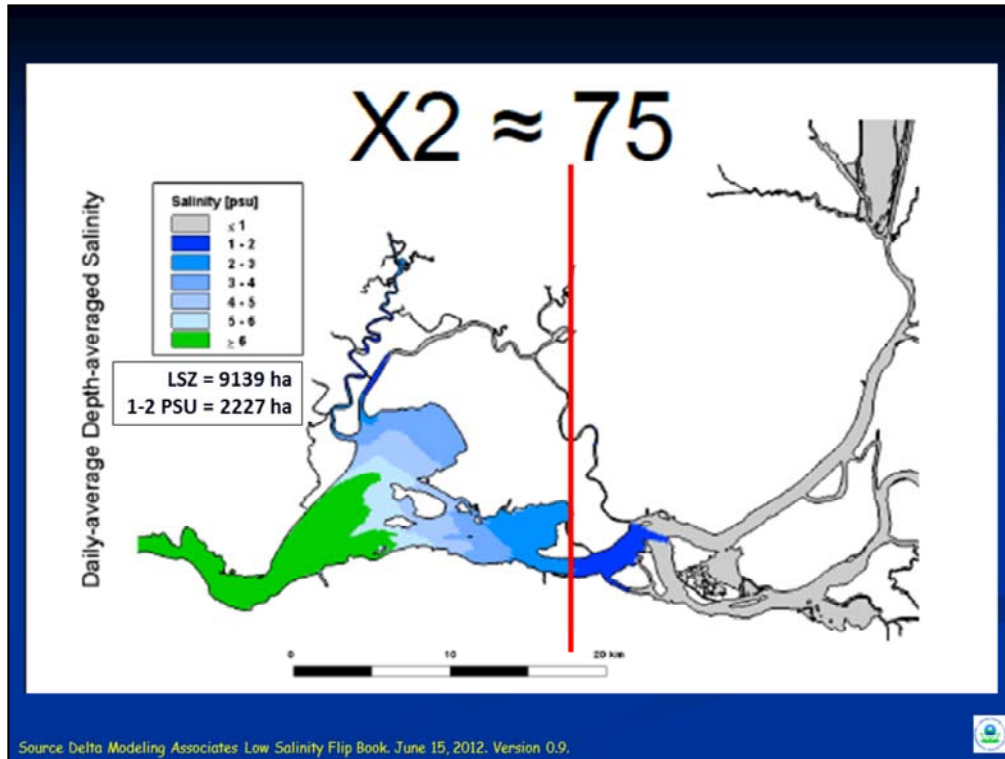 X2 ≈ 75
Daily-average Depth-averaged Salinity
Salinity [psu]
≤ 1
1 - 2
2 - 3
3 - 4
4 - 5
5 - 6
≥ 6
LSZ = 9139 ha
1-2 PSU = 2227 ha
0 10 20 km
Source Delta Modeling Associates Low Salinity Flip Book. June 15, 2012. Version 0.9.